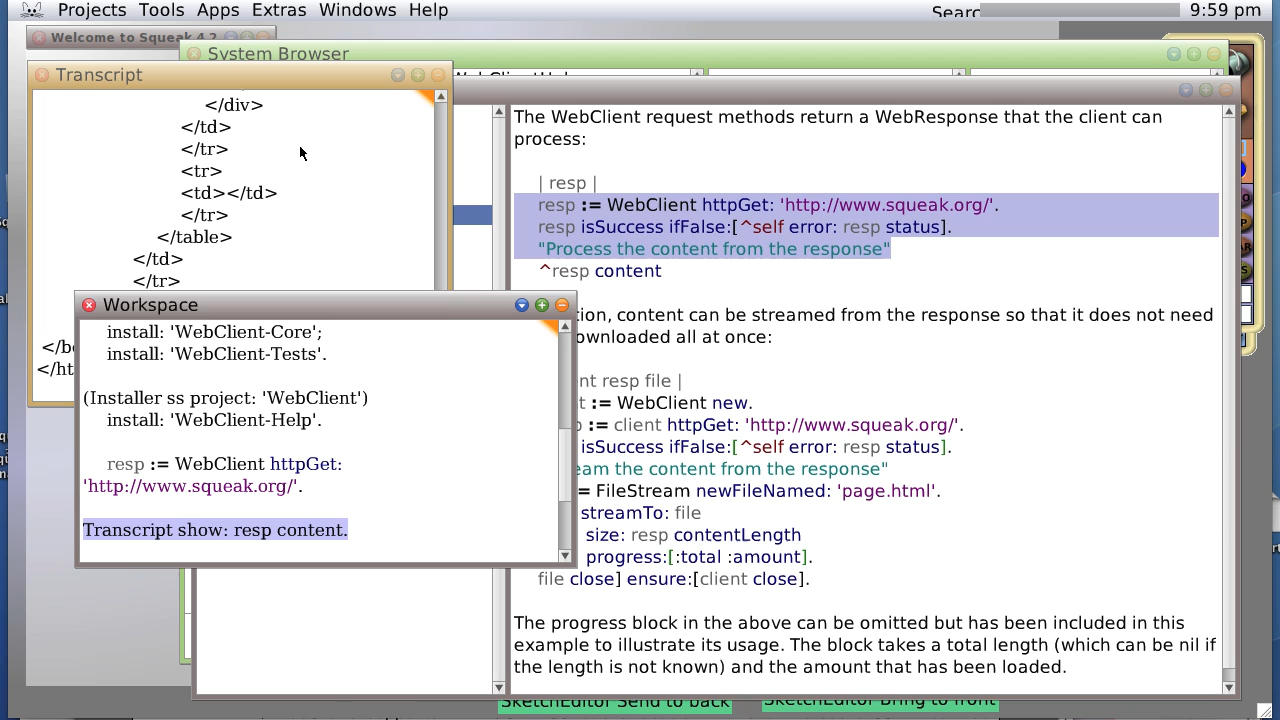 Projects Tools Apps Extras Windows Help
Searc
9:59 pm
Welcome to Squeak 4.2
System Browser
Transcript
</div>
</td>
</tr>
<tr>
<td></td>
</tr>
</table>
</td>
</tr>
Workspace
install: 'WebClient-Core';
install: 'WebClient-Tests'.
(Installer ss project: 'WebClient')
install: 'WebClient-Help'.
resp := WebClient httpGet:
'http://www.squeak.org/'.
Transcript show: resp content.
The WebClient request methods return a WebResponse that the client can
process:
| resp |
resp := WebClient httpGet: 'http://www.squeak.org/'.
resp isSuccess ifFalse:[^self error: resp status].
"Process the content from the response"
^resp content
tion, content can be streamed from the response so that it does not need
ownloaded all at once:
nt resp file |
t := WebClient new.
:= client httpGet: 'http://www.squeak.org/'.
isSuccess ifFalse:[^self error: resp status].
eam the content from the response"
= FileStream newFileNamed: 'page.html'.
streamTo: file
size: resp contentLength
progress:[:total :amount].
file close] ensure:[client close].
The progress block in the above can be omitted but has been included in this
example to illustrate its usage. The block takes a total length (which can be nil if
the length is not known) and the amount that has been loaded.
SketchEditor Send to back
SketchEditor Bring to front